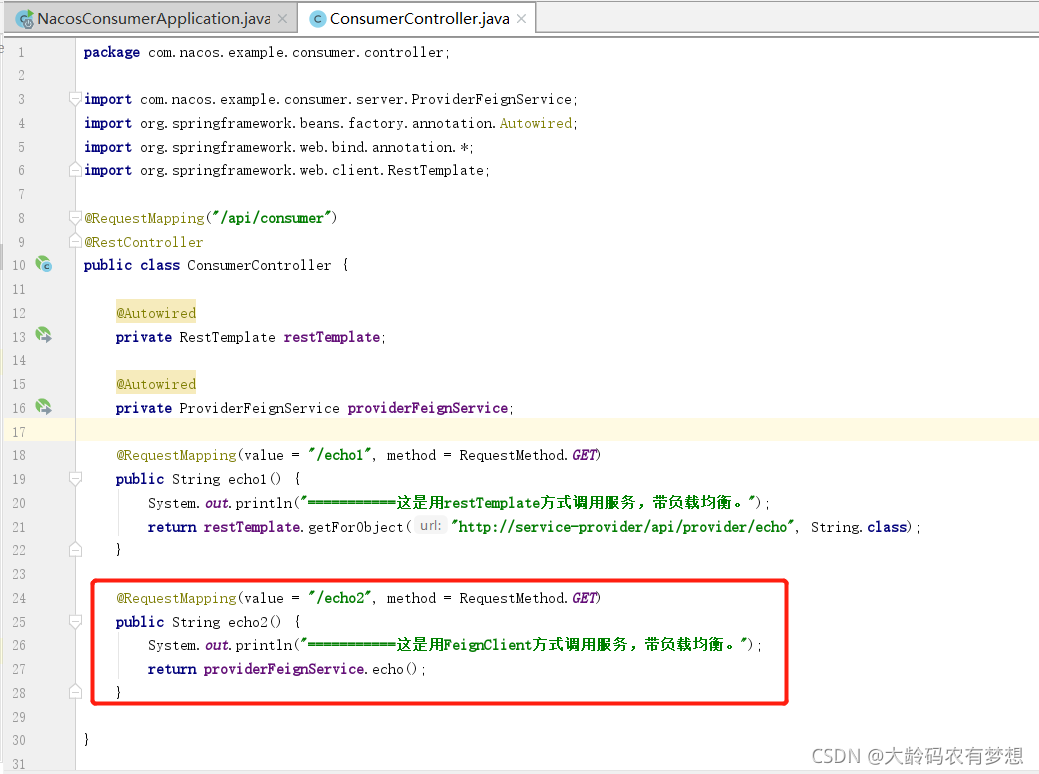 NacosConsumerApplication.java × ConsumerController.java ×
1 package com.nacos.example.consumer.controller;
2
3 import com.nacos.example.consumer.server.ProviderFeignService;
4 import org.springframework.beans.factory.annotation.Autowired;
5 import org.springframework.web.bind.annotation.*;
6 import org.springframework.web.client.RestTemplate;
7
8 @RequestMapping("/api/consumer")
9 @RestController
10 public class ConsumerController {
11
12 @Autowired
13 private RestTemplate restTemplate;
14
15 @Autowired
16 private ProviderFeignService providerFeignService;
17
18 @RequestMapping(value = "/echo1", method = RequestMethod.GET)
19 public String echo1() {
20 System.out.println("===========这是用restTemplate方式调用服务，带负载均衡。");
21 return restTemplate.getForObject( url: "http://service-provider/api/provider/echo", String.class);
22 }
23
24 @RequestMapping(value = "/echo2", method = RequestMethod.GET)
25 public String echo2() {
26 System.out.println("===========这是用FeignClient方式调用服务，带负载均衡。");
27 return providerFeignService.echo();
28 }
29
30 }
31
CSDN @大龄码农有梦想